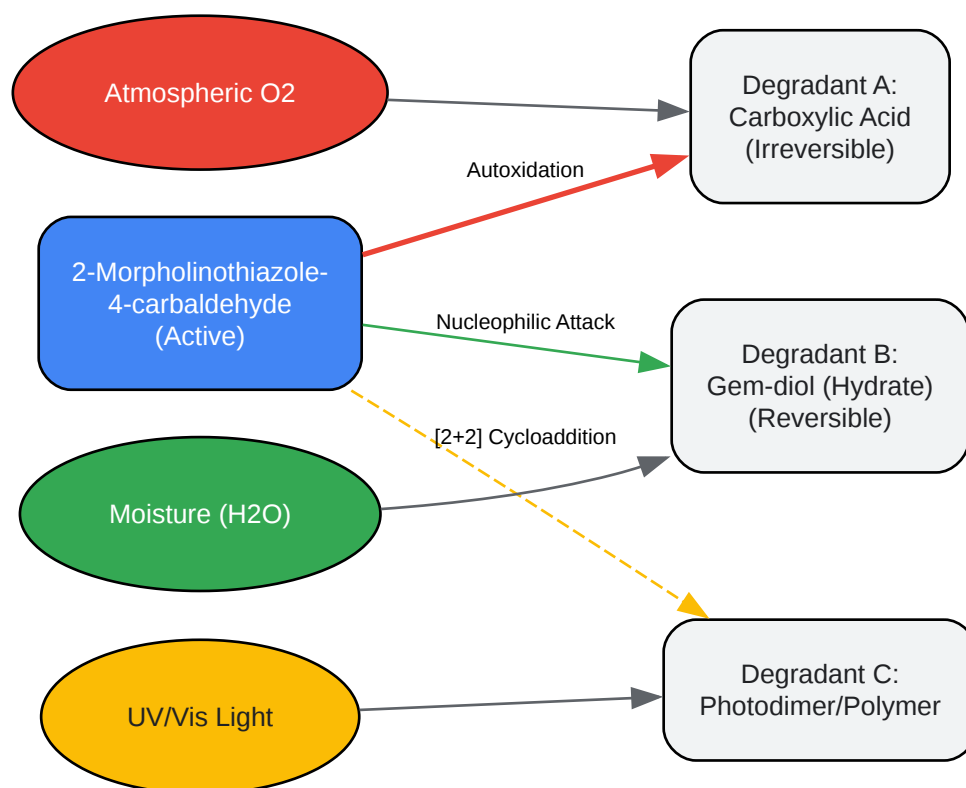 Atmospheric O2
Degradant A:
Carboxylic Acid
(Irreversible)
Autoxidation
2-Morpholinothiazole-
4-carbaldehyde
(Active)
Nucleophilic Attack
Degradant B:
Gem-diol (Hydrate)
(Reversible)
[2+2] Cycloaddition
Moisture (H2O)
Degradant C:
Photodimer/Polymer
UV/Vis Light